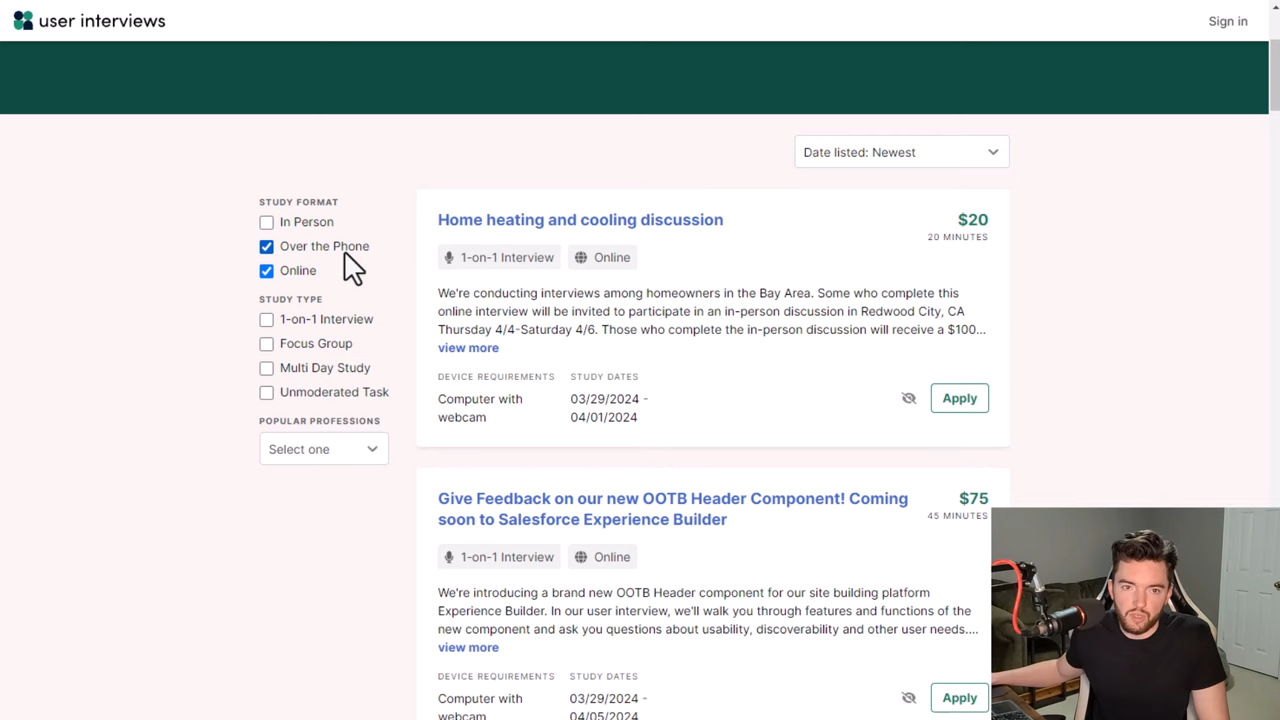 user interviews
Sign in
Date listed: Newest
STUDY FORMAT
In Person
Over the Phone
Online
STUDY TYPE
1-on-1 Interview
Focus Group
Multi Day Study
Unmoderated Task
POPULAR PROFESSIONS
Select one
Home heating and cooling discussion
$20
20 MINUTES
1-on-1 Interview
Online
We're conducting interviews among homeowners in the Bay Area. Some who complete this
online interview will be invited to participate in an in-person discussion in Redwood City, CA
Thursday 4/4-Saturday 4/6. Those who complete the in-person discussion will receive a $100...
view more
DEVICE REQUIREMENTS
Computer with
webcam
STUDY DATES
03/29/2024 -
04/01/2024
Apply
Give Feedback on our new OOTB Header Component! Coming
soon to Salesforce Experience Builder
$75
45 MINUTES
1-on-1 Interview
Online
We're introducing a brand new OOTB Header component for our site building platform
Experience Builder. In our user interview, we'll walk you through features and functions of the
new component and ask you questions about usability, discoverability and other user needs....
view more
DEVICE REQUIREMENTS
Computer with
webcam
STUDY DATES
03/29/2024 -
04/05/2024
Apply